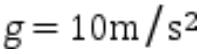 g = 10m/s²